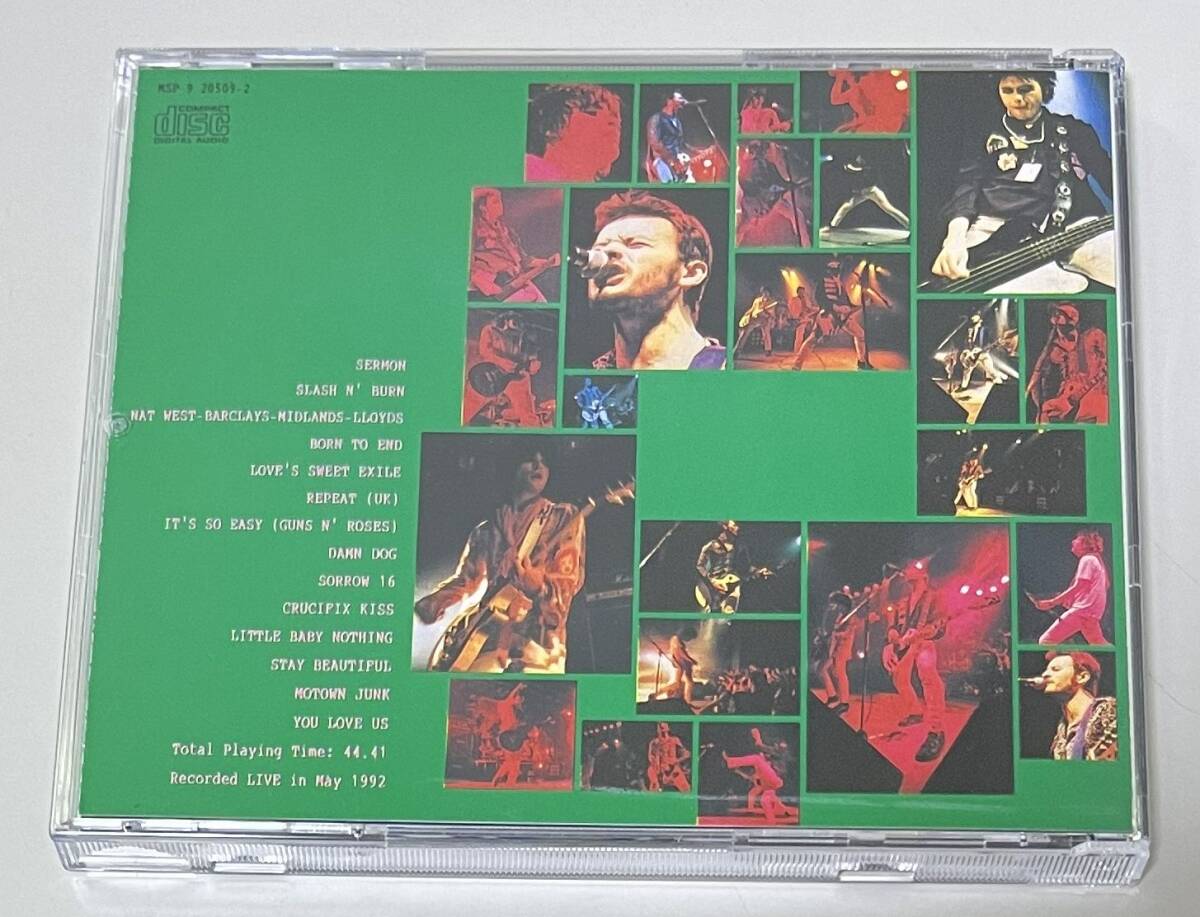 MSP 9 20509-2
COMPACT
disc
DIGITAL AUDIO
SERMON
SLASH N' BURN
NAT WEST-BARCLAYS-MIDLANDS-LLOYDS
BORN TO END
LOVE'S SWEET EXILE
REPEAT (UK)
IT'S SO EASY (GUNS N' ROSES)
DAMN DOG
SORROW 16
CRUCIFIX KISS
LITTLE BABY NOTHING
STAY BEAUTIFUL
MOTOWN JUNK
YOU LOVE US
Total Playing Time: 44.41
Recorded LIVE in May 1992